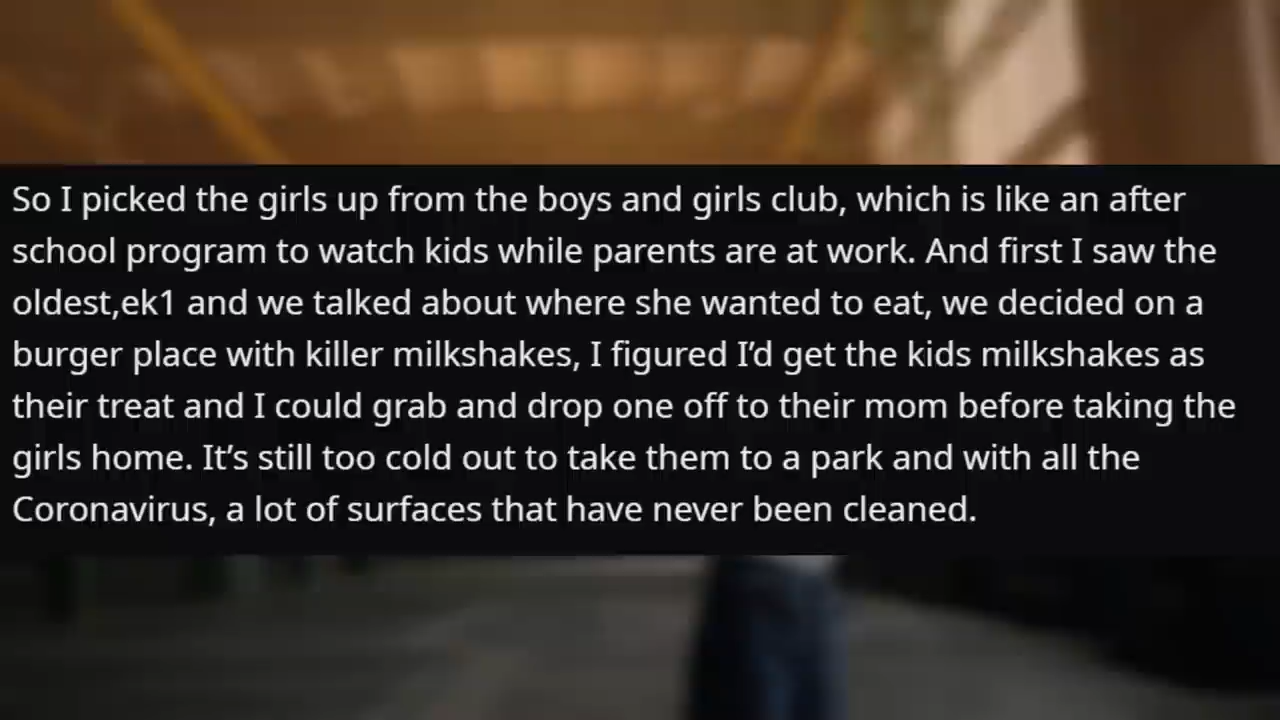 So I picked the girls up from the boys and girls club, which is like an after
school program to watch kids while parents are at work. And first I saw the
oldest,ek1 and we talked about where she wanted to eat, we decided on a
burger place with killer milkshakes, I figured I’d get the kids milkshakes as
their treat and I could grab and drop one off to their mom before taking the
girls home. It’s still too cold out to take them to a park and with all the
Coronavirus, a lot of surfaces that have never been cleaned.